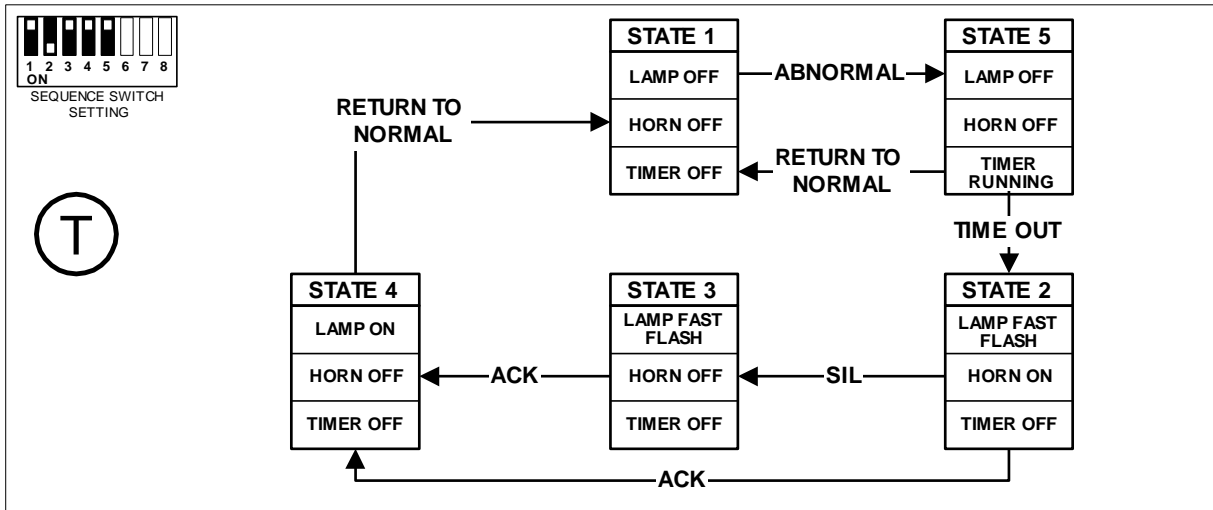 1 2 3 4 5 6 7 8
ON
SEQUENCE SWITCH
SETTING
T
STATE 1
LAMP OFF
HORN OFF
TIMER OFF
ABNORMAL
RETURN TO
NORMAL
STATE 5
LAMP OFF
HORN OFF
TIMER
RUNNING
RETURN TO
NORMAL
TIME OUT
STATE 4
LAMP ON
HORN OFF
TIMER OFF
ACK
STATE 3
LAMP FAST
FLASH
HORN OFF
TIMER OFF
SIL
STATE 2
LAMP FAST
FLASH
HORN ON
TIMER OFF
ACK